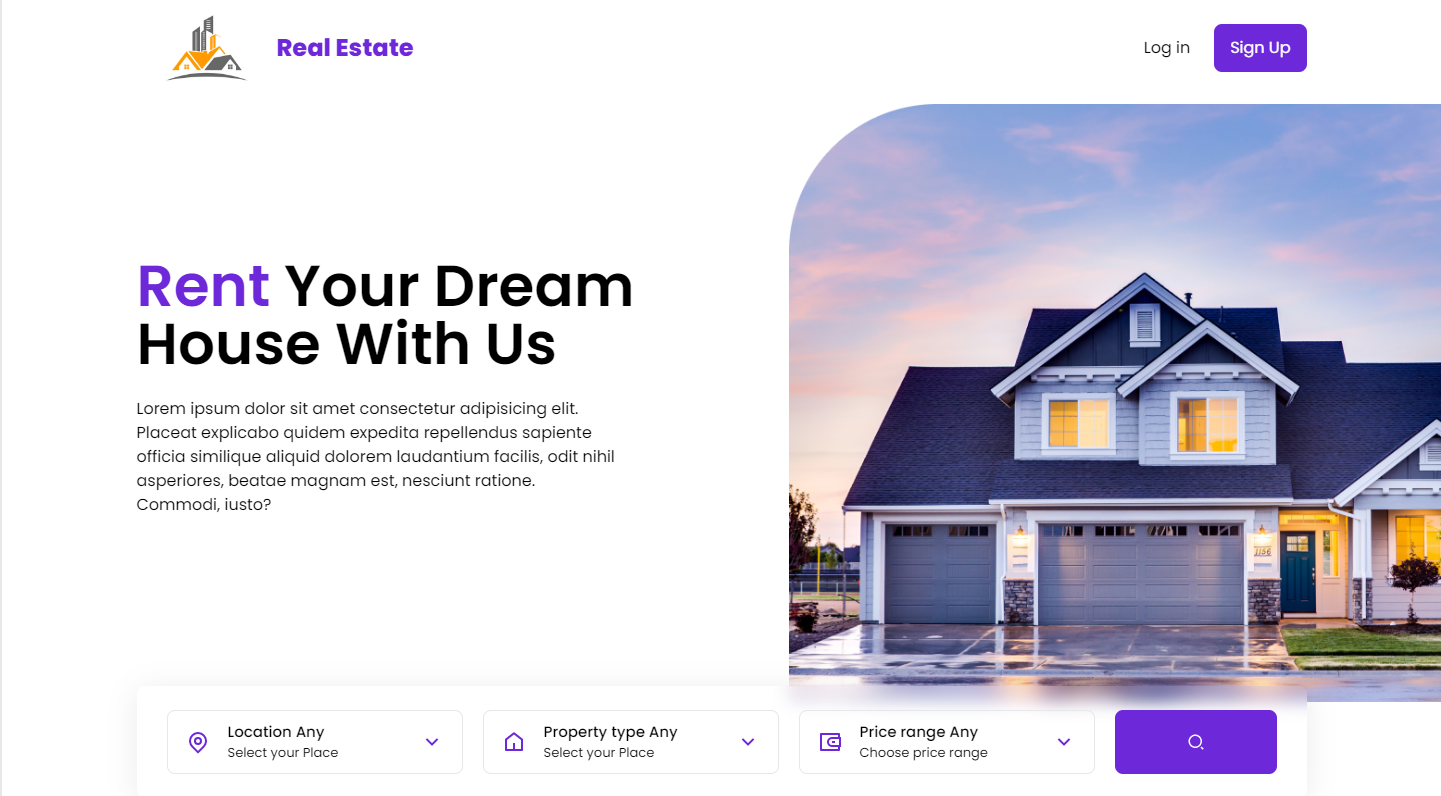 Real Estate
Log in
Sign Up
Rent Your Dream
House With Us
Lorem ipsum dolor sit amet consectetur adipisicing elit.
Placeat explicabo quidem expedita repellendus sapiente
officia similique aliquid dolorem laudantium facilis, odit nihil
asperiores, beatae magnam est, nesciunt ratione.
Commodi, iusto?
1156
Location Any
Select your Place
Property type Any
Select your Place
Price range Any
Choose price range